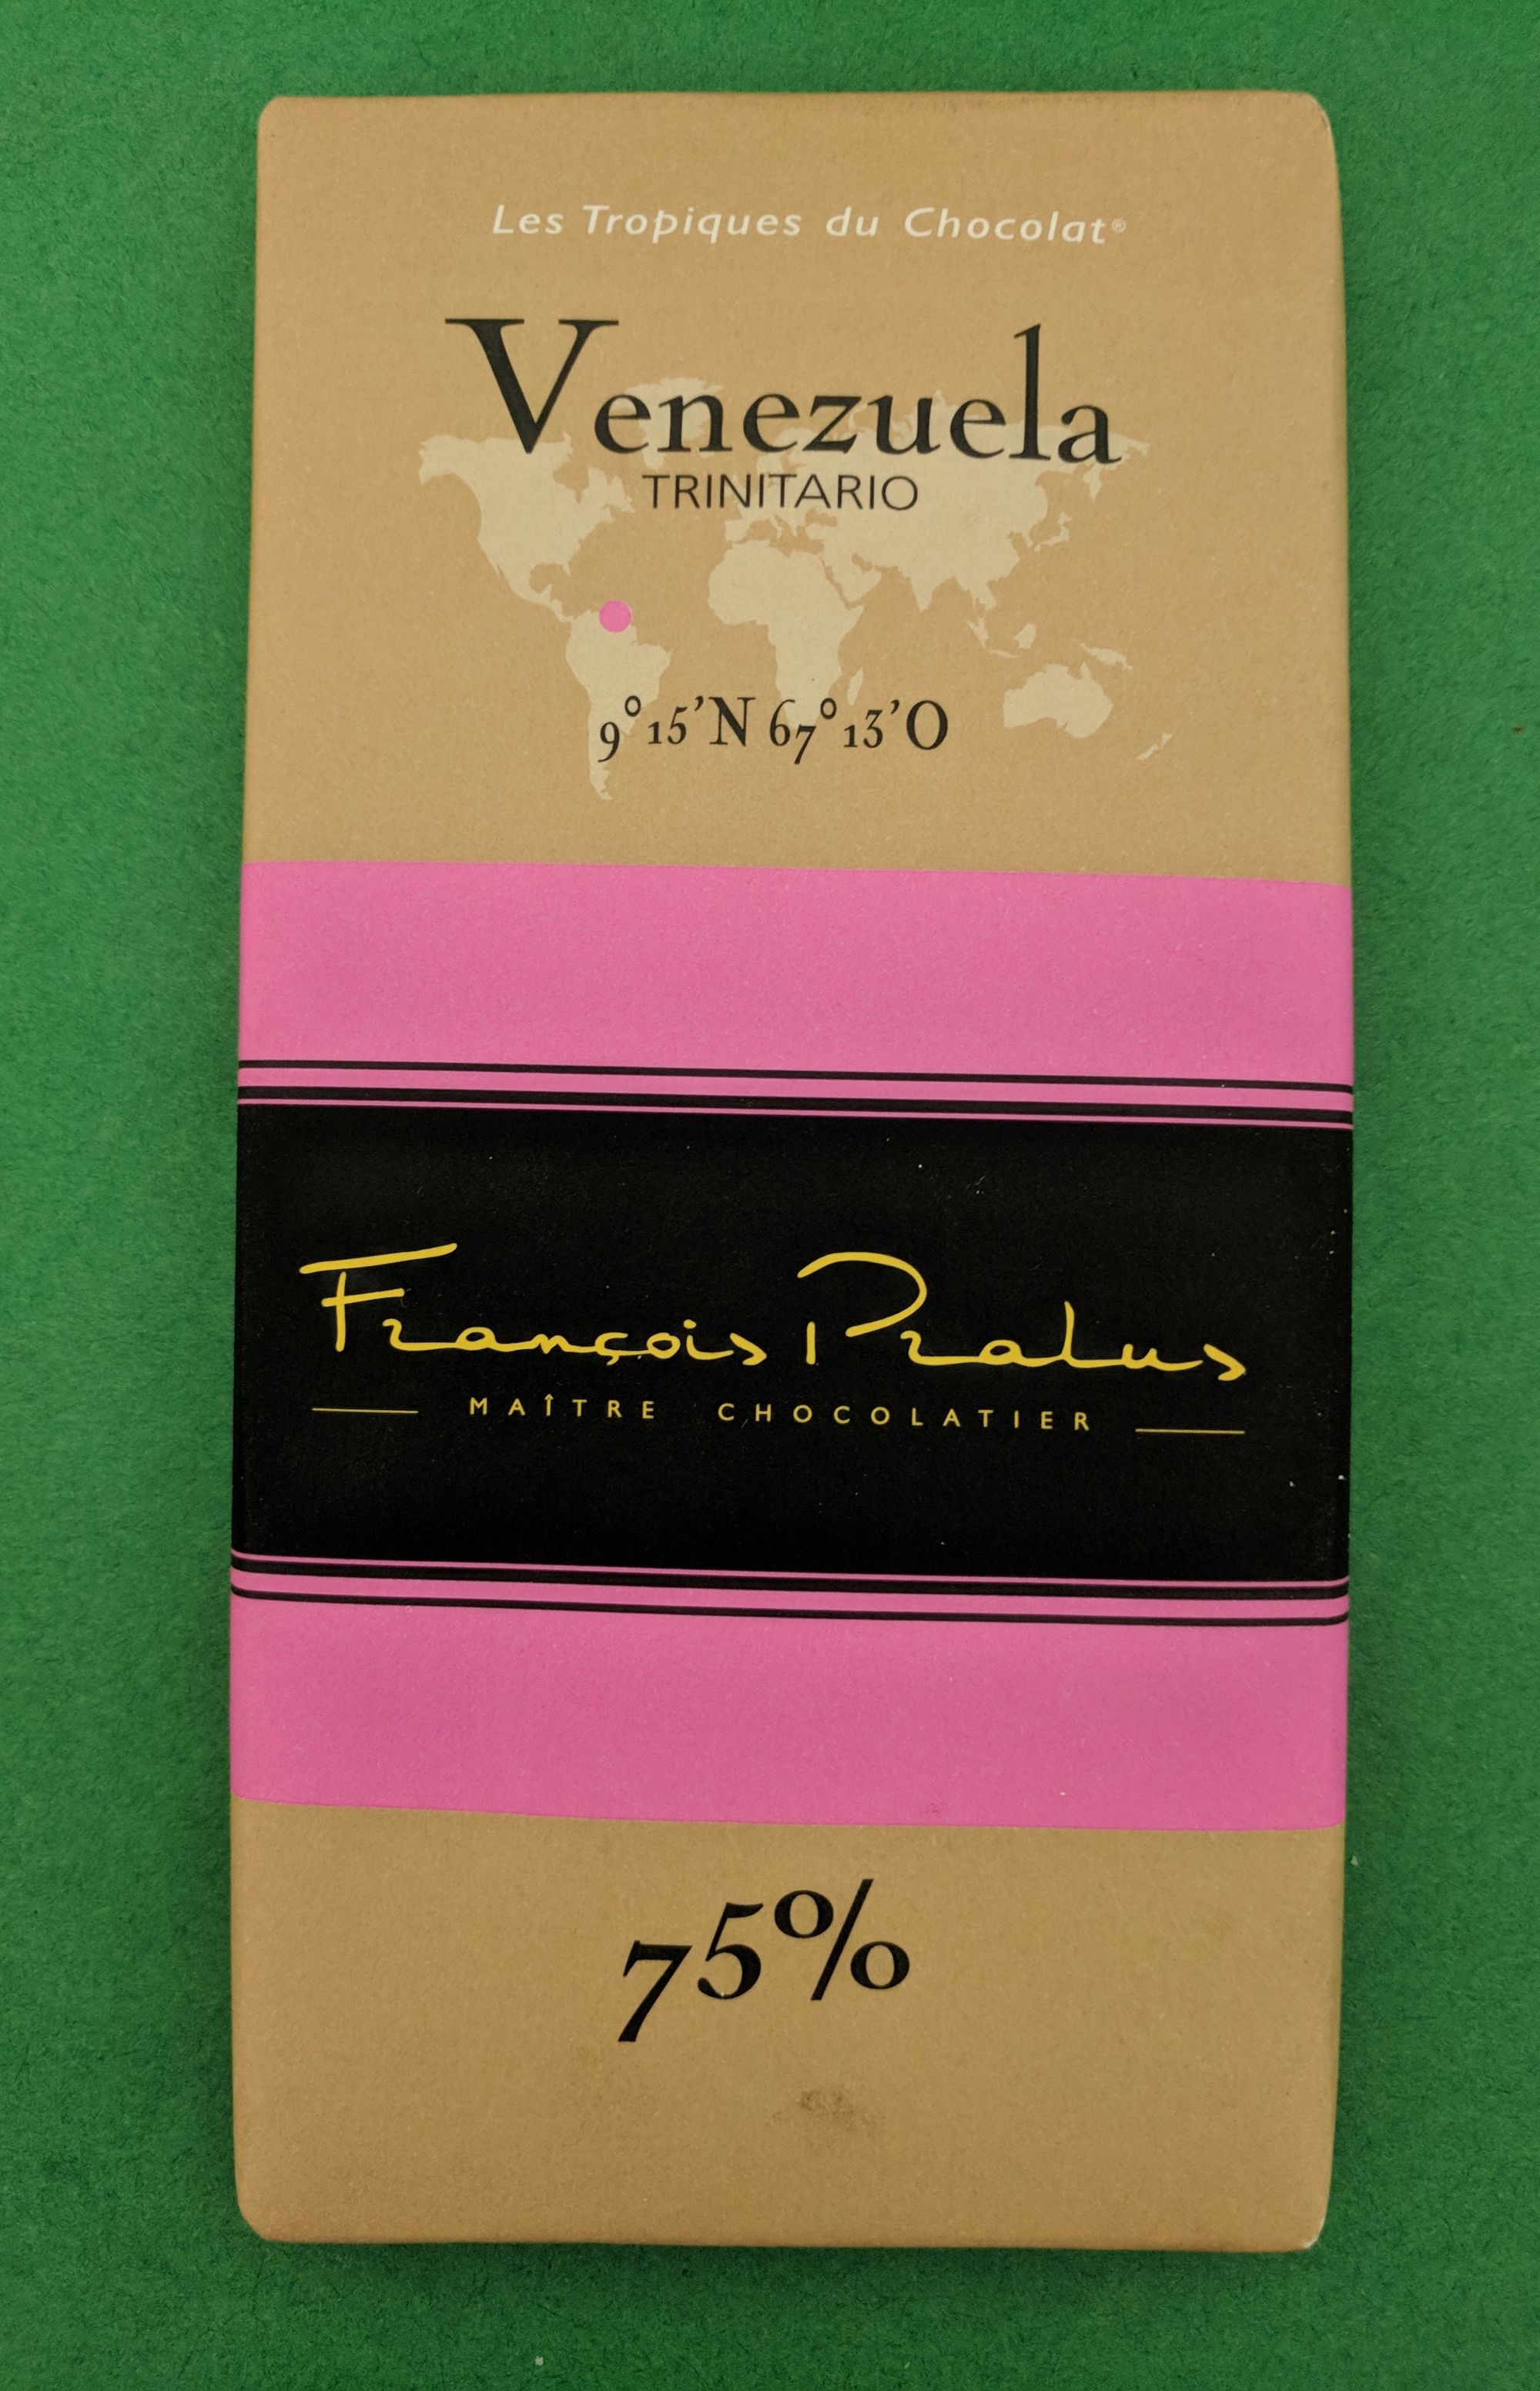 Les Tropiques du Chocolat®
Venezuela
TRINITARIO
9°15'N 67°13'O
François Pralus
MAÎTRE CHOCOLATIER
75%